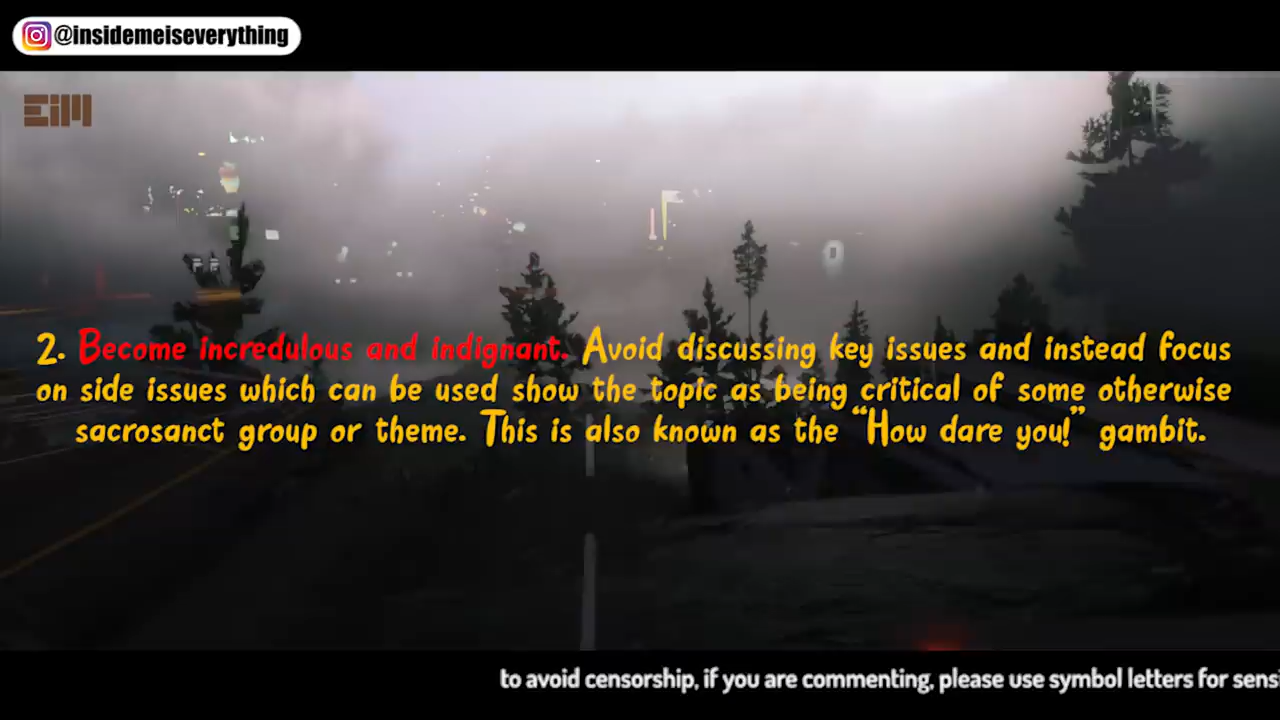 @insidemeiseverything
EIM
2. Become incredulous and indignant. Avoid discussing key issues and instead focus
on side issues which can be used show the topic as being critical of some otherwise
sacrosanct group or theme. This is also known as the “How dare you!” gambit.
to avoid censorship, if you are commenting, please use symbol letters for sensi